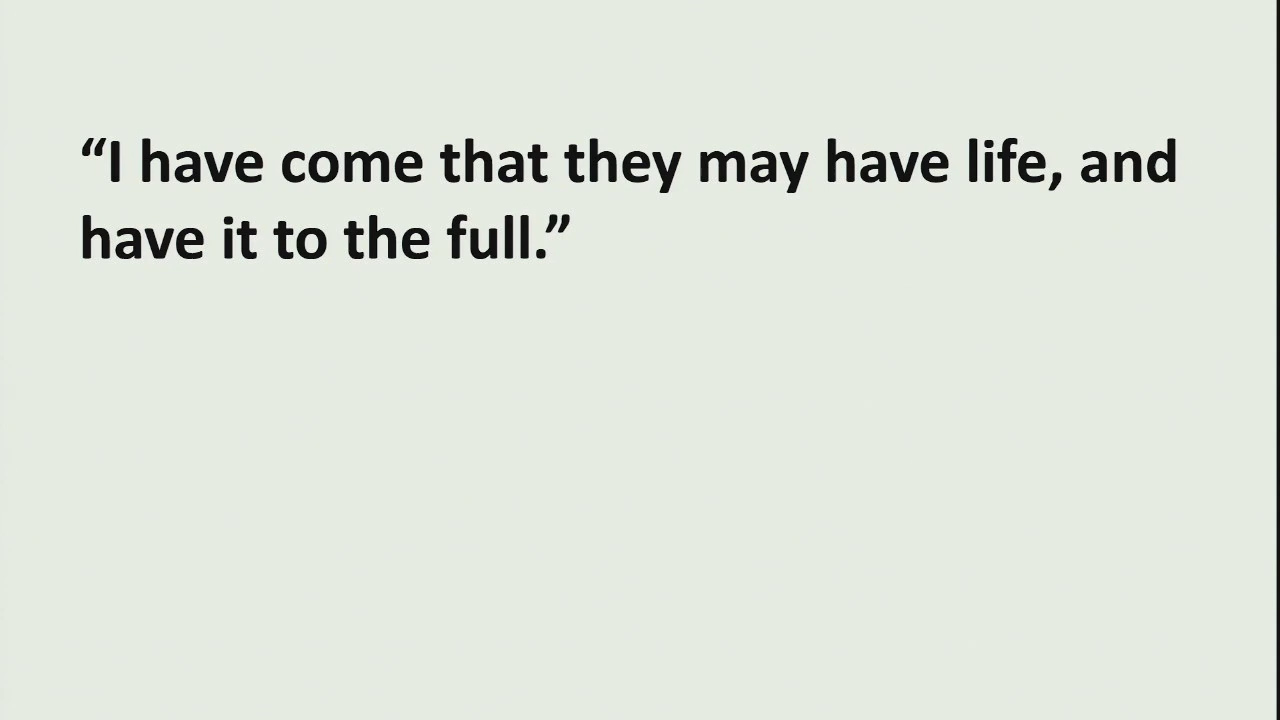 “I have come that they may have life, and
have it to the full.”